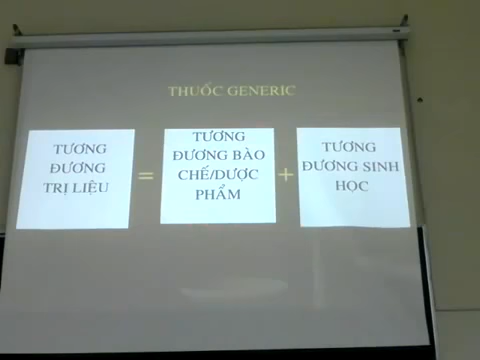 THUỐC GENERIC
TƯƠNG
ĐƯƠNG
TRỊ LIỆU
=
TƯƠNG
ĐƯƠNG BÀO
CHẾ/DƯỢC
PHẨM
+
TƯƠNG
ĐƯƠNG SINH
HỌC